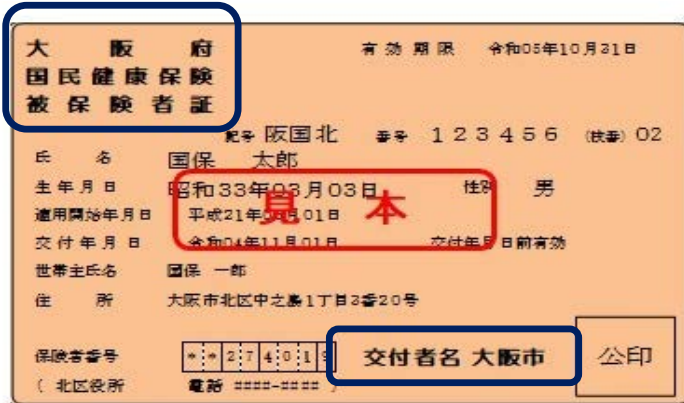 大阪府 有効期限 令和05年10月31日
国民健康保険
被保険者証
記号 阪国北 番号 123456 (枝番) 02
氏名 国保 太郎
生年月日 昭和33年03月03日 性別 男
適用開始年月日 平成21年 月01日
見本
交付年月日 令和04年11月01日 交付年月日前有効
世帯主氏名 国保 一郎
住所 大阪市北区中之島1丁目3番20号
保険者番号 **274019 交付者名 大阪市 公印
( 北区役所 電話 ####-#### )